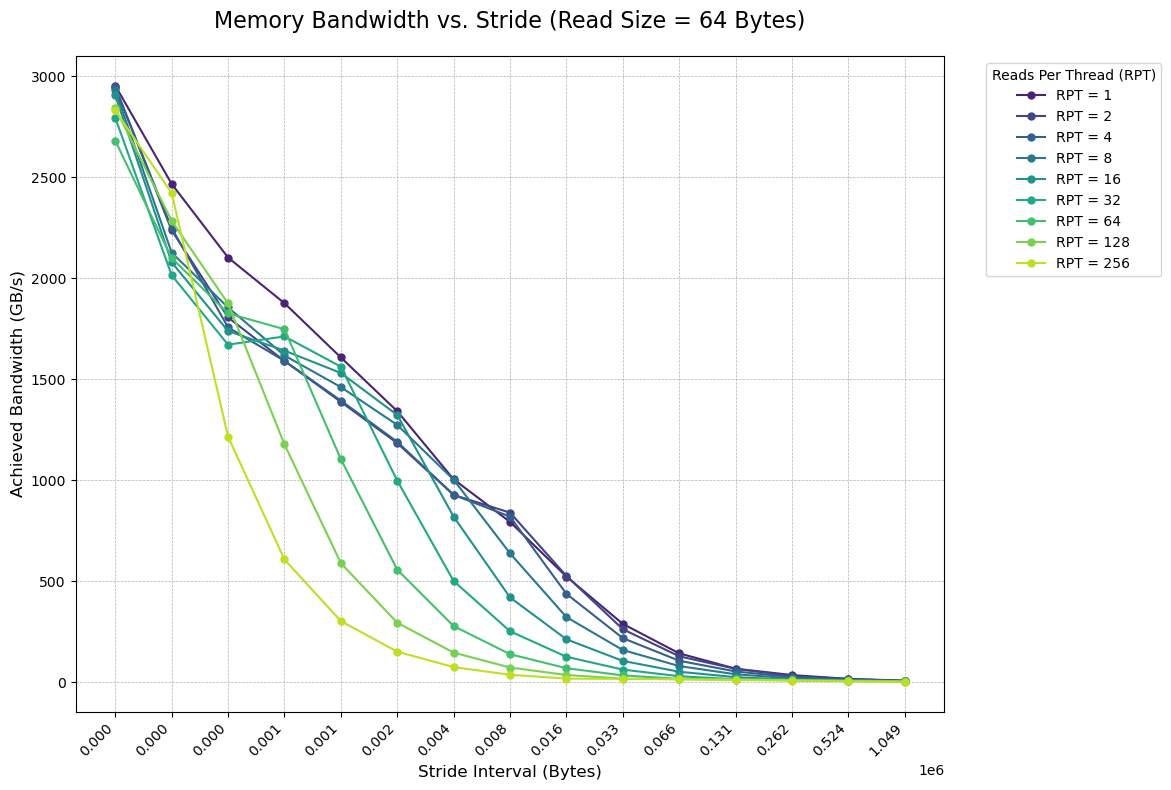 Memory Bandwidth vs. Stride (Read Size = 64 Bytes)
Achieved Bandwidth (GB/s)
3000
2500
2000
1500
1000
500
0
0.000
0.000
0.000
0.001
0.001
0.002
0.004
0.008
0.016
0.033
0.066
0.131
0.262
0.524
1.049
1e6
Stride Interval (Bytes)
Reads Per Thread (RPT)
RPT = 1
RPT = 2
RPT = 4
RPT = 8
RPT = 16
RPT = 32
RPT = 64
RPT = 128
RPT = 256